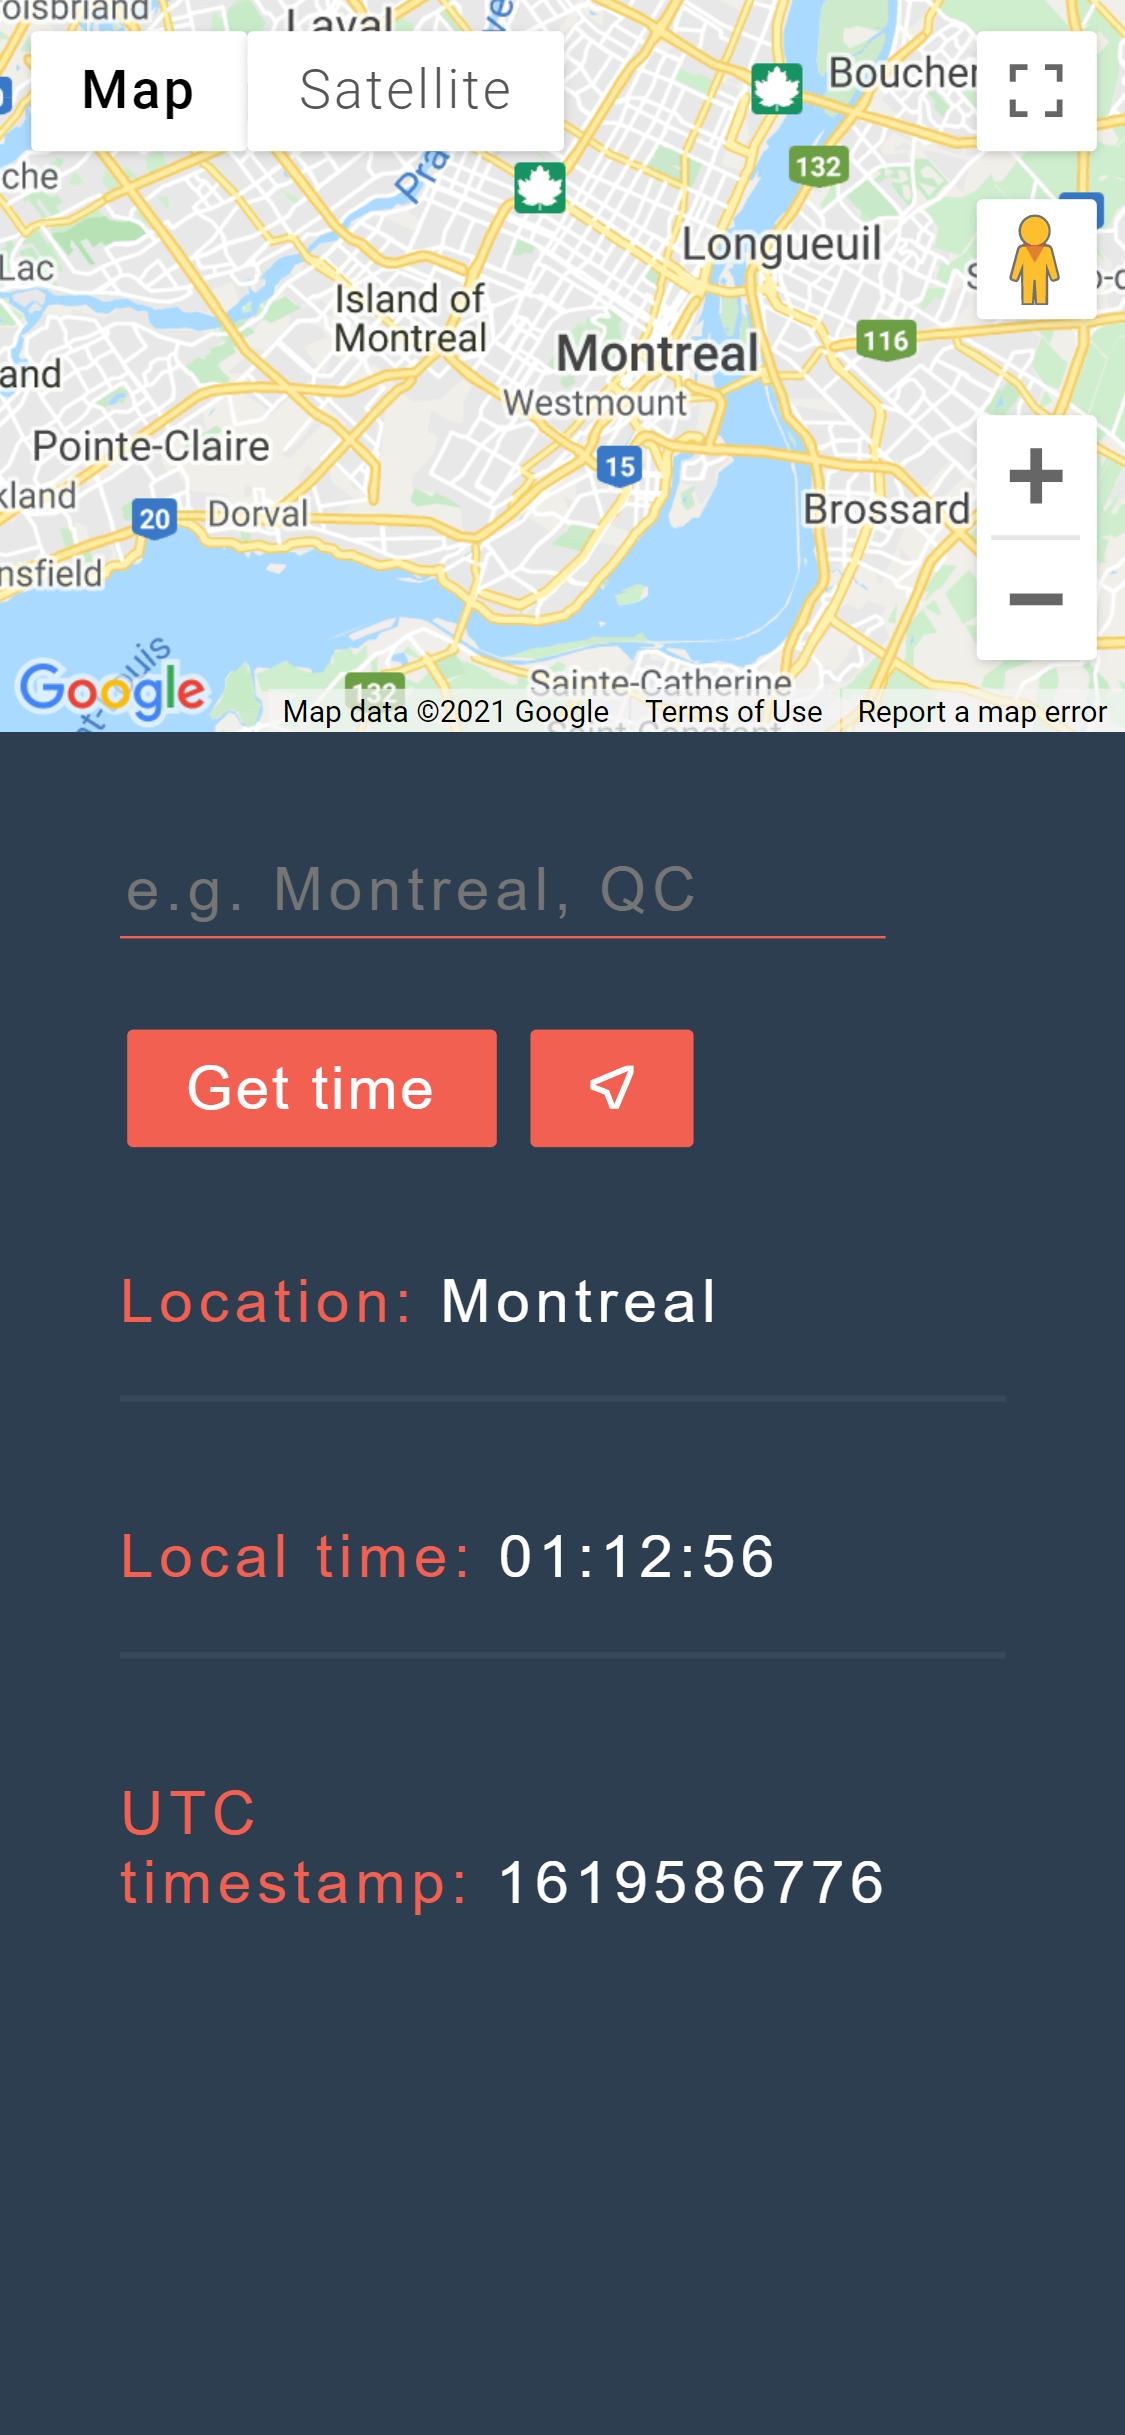 oisbriand
Laval
Map
Satellite
Boucher
132
che
Pra
Longueuil
Lac
Island of
Montreal
116
Montreal
and
Westmount
Pointe-Claire
15
kland
20
Dorval
Brossard
nsfield
Sainte-Catherine
132
Google
Map data ©2021 Google
Terms of Use
Report a map error
e.g. Montreal, QC
Get time
Location: Montreal
Local time: 01:12:56
UTC
timestamp: 1619586776